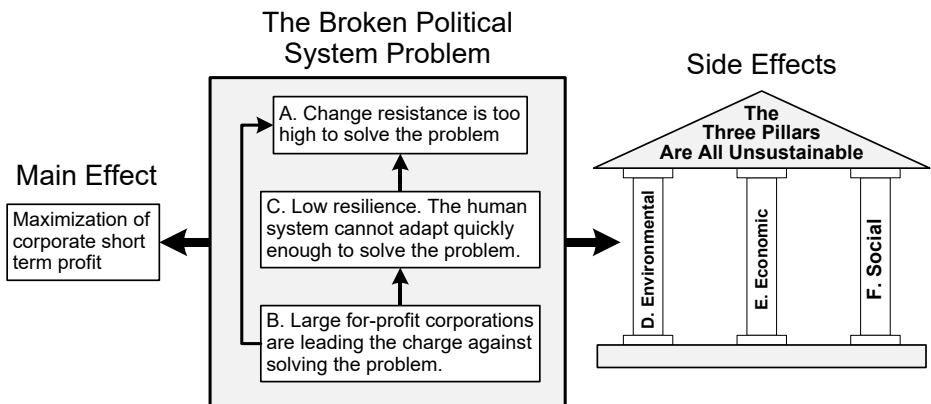 The Broken Political
System Problem
A. Change resistance is too
high to solve the problem
C. Low resilience. The human
system cannot adapt quickly
enough to solve the problem.
B. Large for-profit corporations
are leading the charge against
solving the problem.
Main Effect
Maximization of
corporate short
term profit
Side Effects
The
Three Pillars
Are All Unsustainable
D. Environmental
E. Economic
F. Social